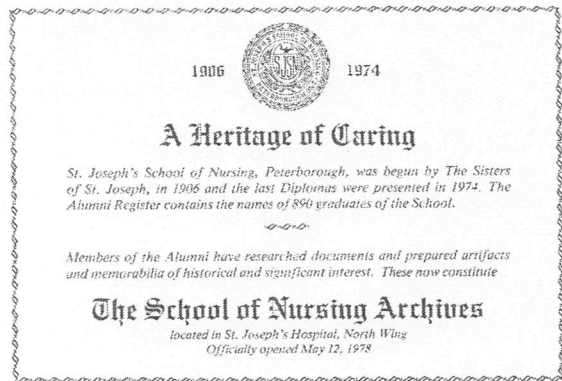 1906 1974
A Heritage of Caring
St. Joseph's School of Nursing, Peterborough, was begun by The Sisters
of St. Joseph, in 1906 and the last Diplomas were presented in 1974. The
Alumni Register contains the names of 890 graduates of the School.
Members of the Alumni have researched documents and prepared artifacts
and memorabilia of historical and significant interest. These now constitute
The School of Nursing Archives
located in St. Joseph's Hospital, North Wing
Officially opened May 12, 1978